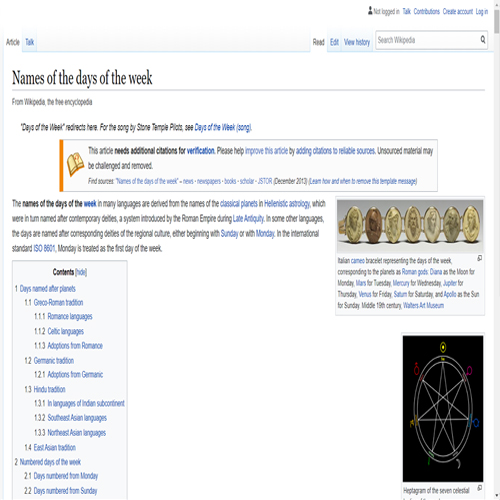 Not logged in Talk Contributions Create account Log in
Article Talk Read Edit View history Search Wikipedia
Names of the days of the week
From Wikipedia, the free encyclopedia
"Days of the Week" redirects here. For the song by Stone Temple Pilots, see Days of the Week (song).
This article needs additional citations for verification. Please help improve this article by adding citations to reliable sources. Unsourced material may
be challenged and removed.
Find sources: "Names of the days of the week" – news · newspapers · books · scholar · JSTOR (December 2013) (Learn how and when to remove this template message)
The names of the days of the week in many languages are derived from the names of the classical planets in Hellenistic astrology, which
were in turn named after contemporary deities, a system introduced by the Roman Empire during Late Antiquity. In some other languages,
the days are named after corresponding deities of the regional culture, either beginning with Sunday or with Monday. In the international
standard ISO 8601, Monday is treated as the first day of the week.
Italian cameo bracelet representing the days of the week,
corresponding to the planets as Roman gods: Diana as the Moon for
Monday, Mars for Tuesday, Mercury for Wednesday, Jupiter for
Thursday, Venus for Friday, Saturn for Saturday, and Apollo as the Sun
for Sunday. Middle 19th century, Walters Art Museum
Contents [hide]
1 Days named after planets
1.1 Greco-Roman tradition
1.1.1 Romance languages
1.1.2 Celtic languages
1.1.3 Adoptions from Romance
1.2 Germanic tradition
1.2.1 Adoptions from Germanic
1.3 Hindu tradition
1.3.1 In languages of Indian subcontinent
1.3.2 Southeast Asian languages
1.3.3 Northeast Asian languages
1.4 East Asian tradition
2 Numbered days of the week
2.1 Days numbered from Monday
2.2 Days numbered from Sunday
Heptagram of the seven celestial